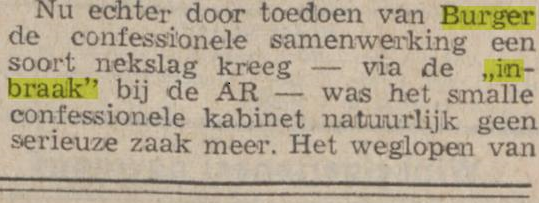 Nu echter door toedoen van Burger
de confessionele samenwerking een
soort nekslag kreeg — via de „in-
braak” bij de AR — was het smalle
confessionele kabinet natuurlijk geen
serieuze zaak meer. Het weglopen van